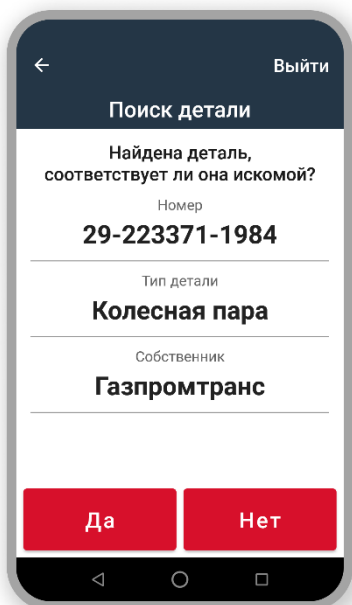 Выйти
Поиск детали
Найдена деталь,
соответствует ли она искомой?
Номер
29-223371-1984
Тип детали
Колесная пара
Собственник
Газпромтранс
Да
Нет